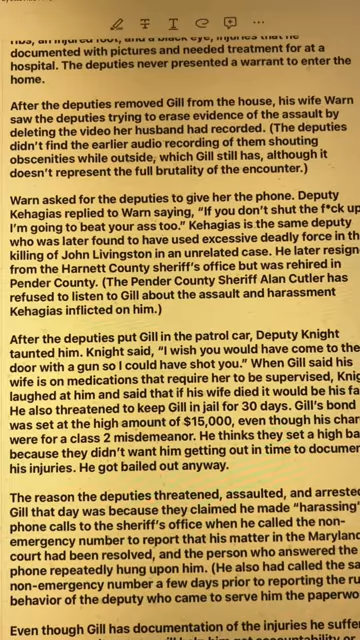 ribs, an injured foot, and a black eye, injuries that he
documented with pictures and needed treatment for at a
hospital. The deputies never presented a warrant to enter the
home.
After the deputies removed Gill from the house, his wife Warn
saw the deputies trying to erase evidence of the assault by
deleting the video her husband had recorded. (The deputies
didn't find the earlier audio recording of them shouting
obscenities while outside, which Gill still has, although it
doesn't represent the full brutality of the encounter.)
Warn asked for the deputies to give her the phone. Deputy
Kehagias replied to Warn saying, "If you don't shut the f*ck up
I'm going to beat your ass too." Kehagias is the same deputy
who was later found to have used excessive deadly force in th
killing of John Livingston in an unrelated case. He later resign
from the Harnett County sheriff's office but was rehired in
Pender County. (The Pender County Sheriff Alan Cutler has
refused to listen to Gill about the assault and harassment
Kehagias inflicted on him.)
After the deputies put Gill in the patrol car, Deputy Knight
taunted him. Knight said, "I wish you would have come to the
door with a gun so I could have shot you." When Gill said his
wife is on medications that require her to be supervised, Knig
laughed at him and said that if his wife died it would be his fa
He also threatened to keep Gill in jail for 30 days. Gill's bond
was set at the high amount of $15,000, even though his char
were for a class 2 misdemeanor. He thinks they set a high ba
because they didn't want him getting out in time to documen
his injuries. He got bailed out anyway.
The reason the deputies threatened, assaulted, and arreste
Gill that day was because they claimed he made "harassing"
phone calls to the sheriff's office when he called the non-
emergency number to report that his matter in the Maryland
court had been resolved, and the person who answered the
phone repeatedly hung upon him. (He also had called the sa
non-emergency number a few days prior to reporting the ru
behavior of the deputy who came to serve him the paperwo
Even though Gill has documentation of the injuries he suffer